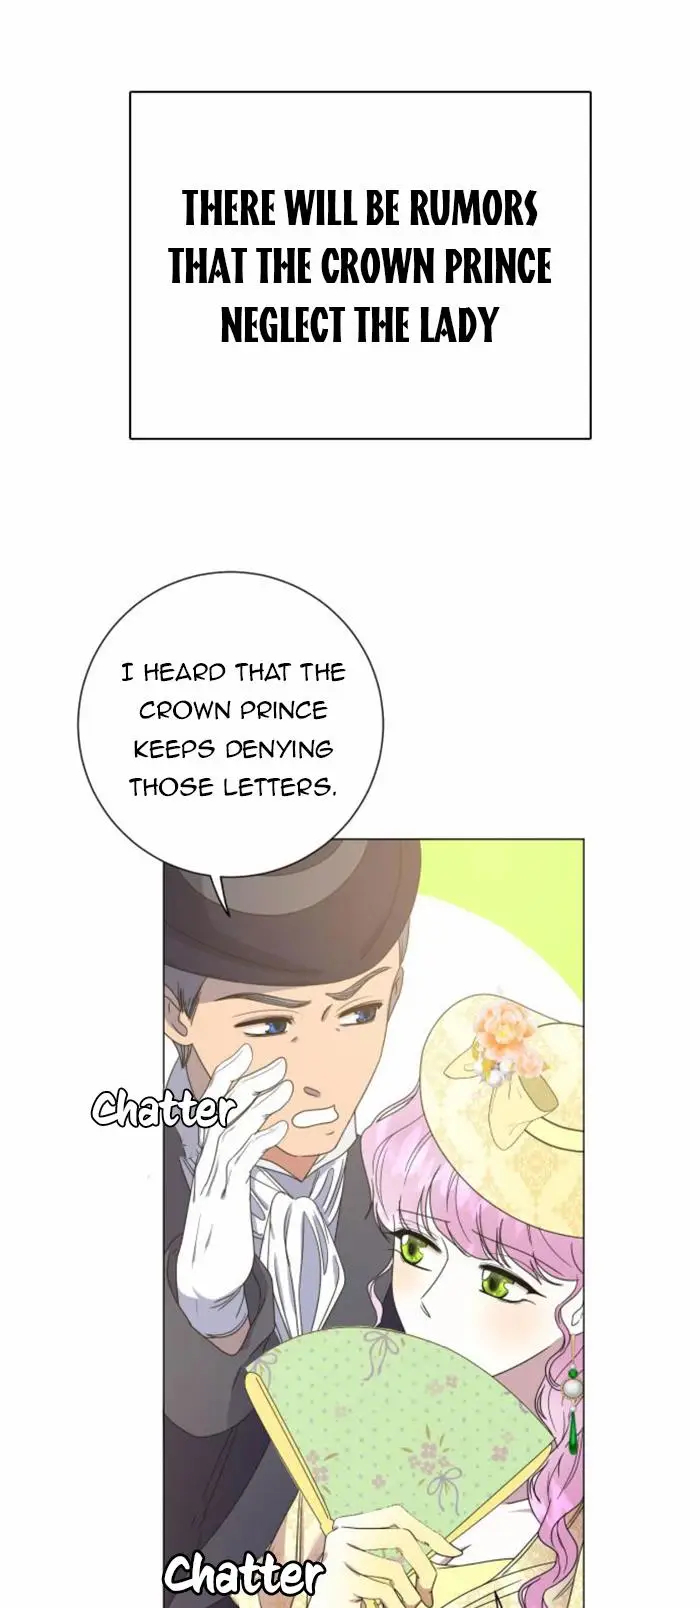 THERE WILL BE RUMORS
THAT THE CROWN PRINCE
NEGLECT THE LADY
I HEARD THAT THE
CROWN PRINCE
KEEPS DENYING
THOSE LETTERS.
Chatter
Chatter